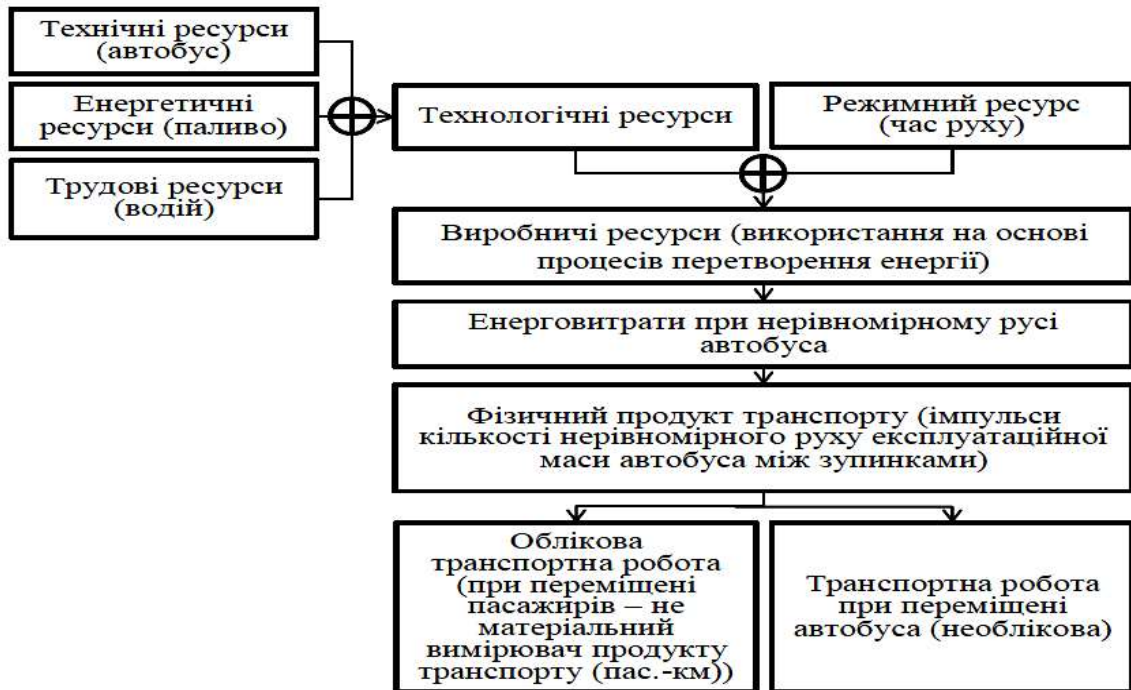 Технічні ресурси
(автобус)
Енергетичні
ресурси (паливо)
Трудові ресурси
(водій)
Технологічні ресурси
Режимний ресурс
(час руху)
Виробничі ресурси (використання на основі
процесів перетворення енергії)
Енерговитрати при нерівномірному русі
автобуса
Фізичний продукт транспорту (імпульси
кількості нерівномірного руху експлуатаційної
маси автобуса між зупинками)
Облікова
транспортна робота
(при переміщені
пасажирів – не
матеріальний
вимірювач продукту
транспорту (пас.-км))
Транспортна робота
при переміщені
автобуса (необлікова)